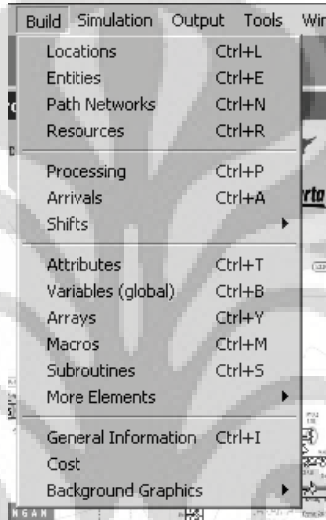 Build Simulation Output Tools
Locations Ctrl+L
Entities Ctrl+E
Path Networks Ctrl+N
Resources Ctrl+R
Processing Ctrl+P
Arrivals Ctrl+A
Shifts
Attributes Ctrl+T
Variables (global) Ctrl+B
Arrays Ctrl+Y
Macros Ctrl+M
Subroutines Ctrl+S
More Elements
General Information Ctrl+I
Cost
Background Graphics